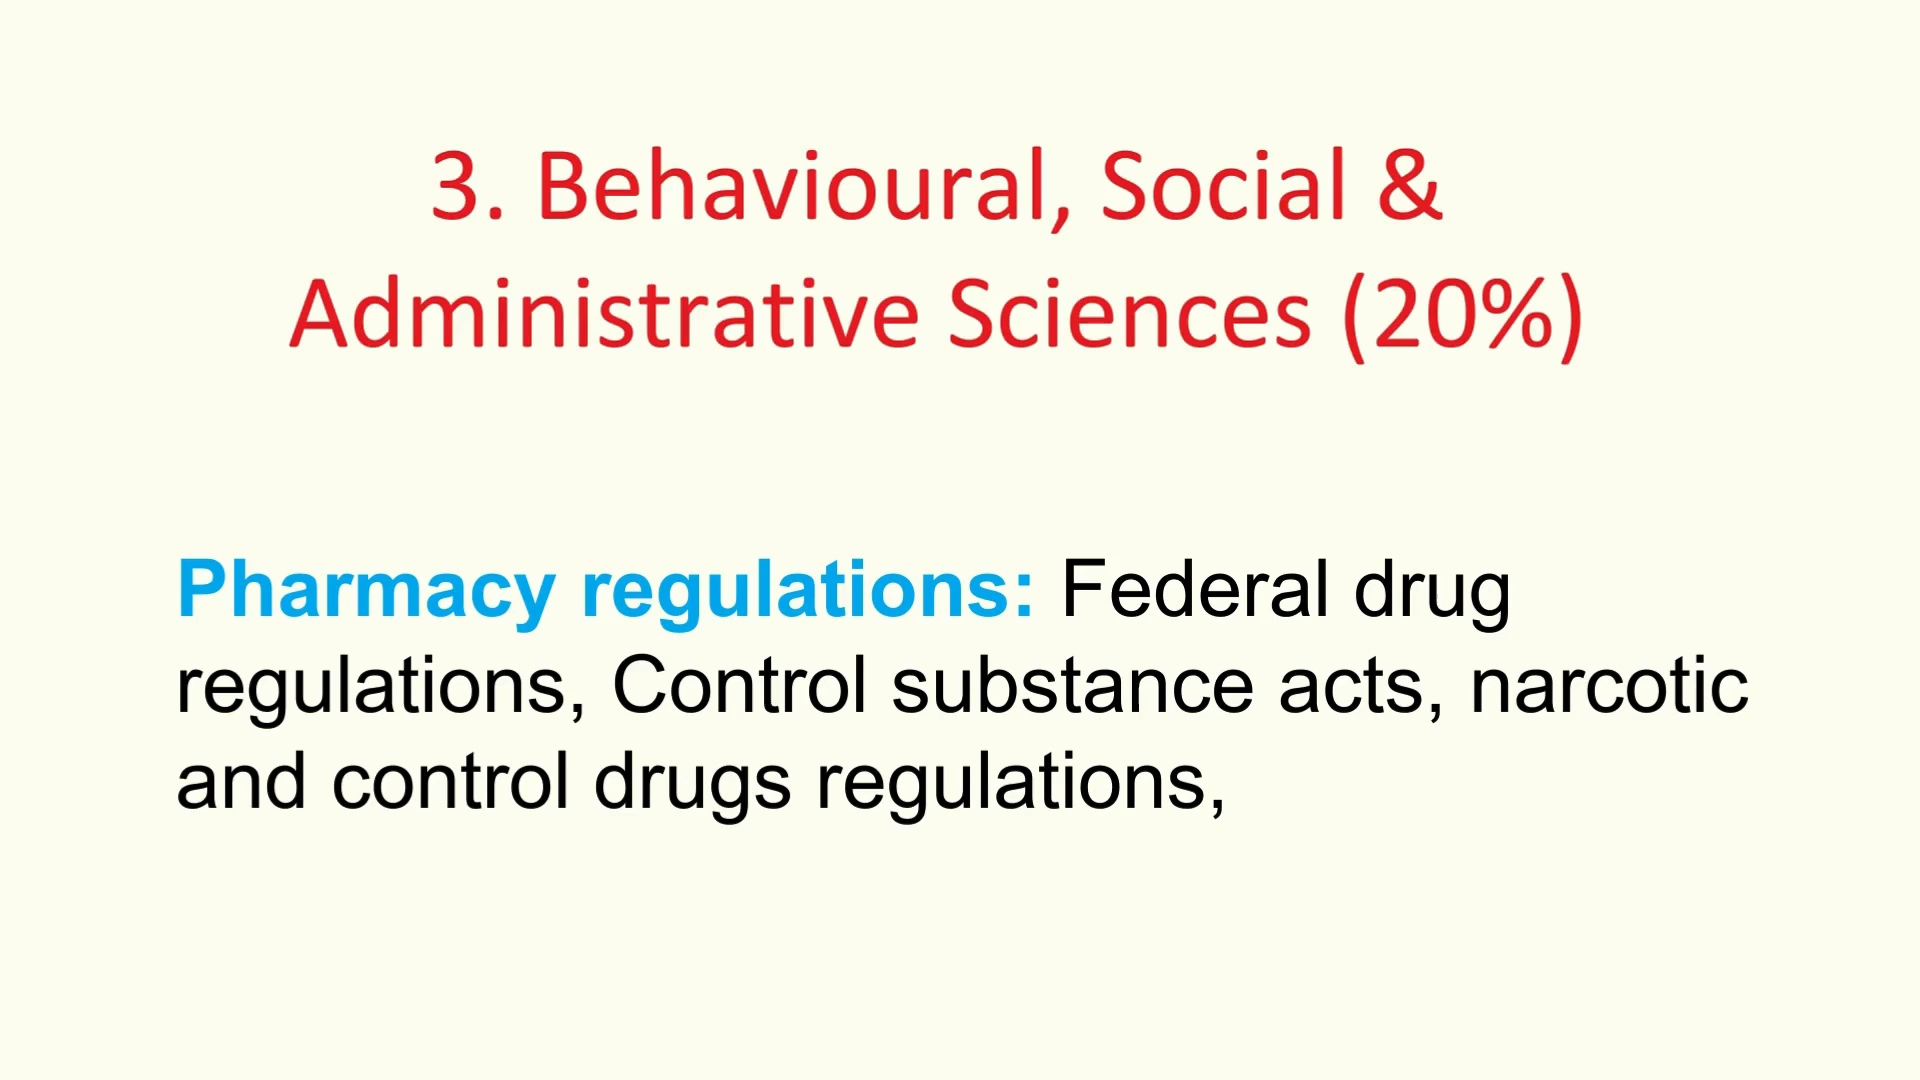 3. Behavioural, Social &
Administrative Sciences (20%)
Pharmacy regulations: Federal drug
regulations, Control substance acts, narcotic
and control drugs regulations,